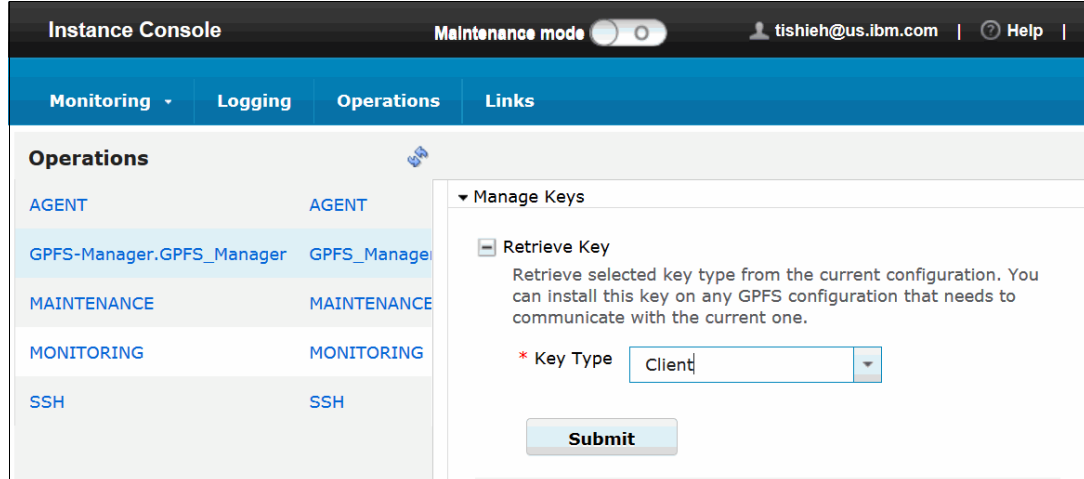 Instance Console Maintenance mode O tishieh@us.ibm.com | ? Help |
Monitoring Logging Operations Links
Operations
AGENT AGENT
GPFS-Manager.GPFS_Manager GPFS_Manager
MAINTENANCE MAINTENANCE
MONITORING MONITORING
SSH SSH
Manage Keys
Retrieve Key
Retrieve selected key type from the current configuration. You
can install this key on any GPFS configuration that needs to
communicate with the current one.
* Key Type Client
Submit